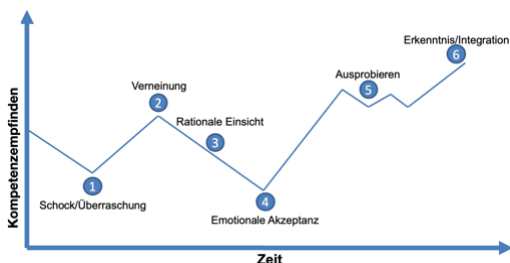 Erkenntnis/Integration
6
Ausprobieren
5
Verneinung
2
Rationale Einsicht
3
1
Schock/Überraschung
4
Emotionale Akzeptanz
Kompetenzempfinden
Zeit